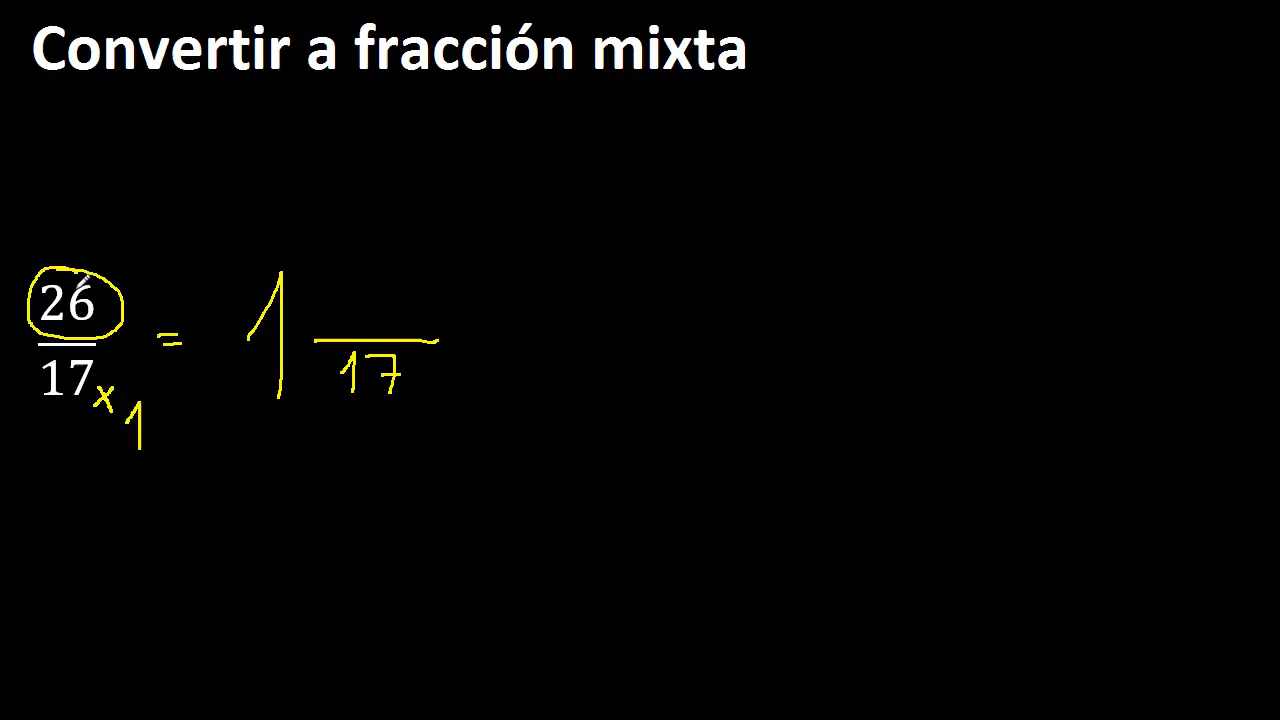 Convertir a fracción mixta
26
17 x 1 = 1 17